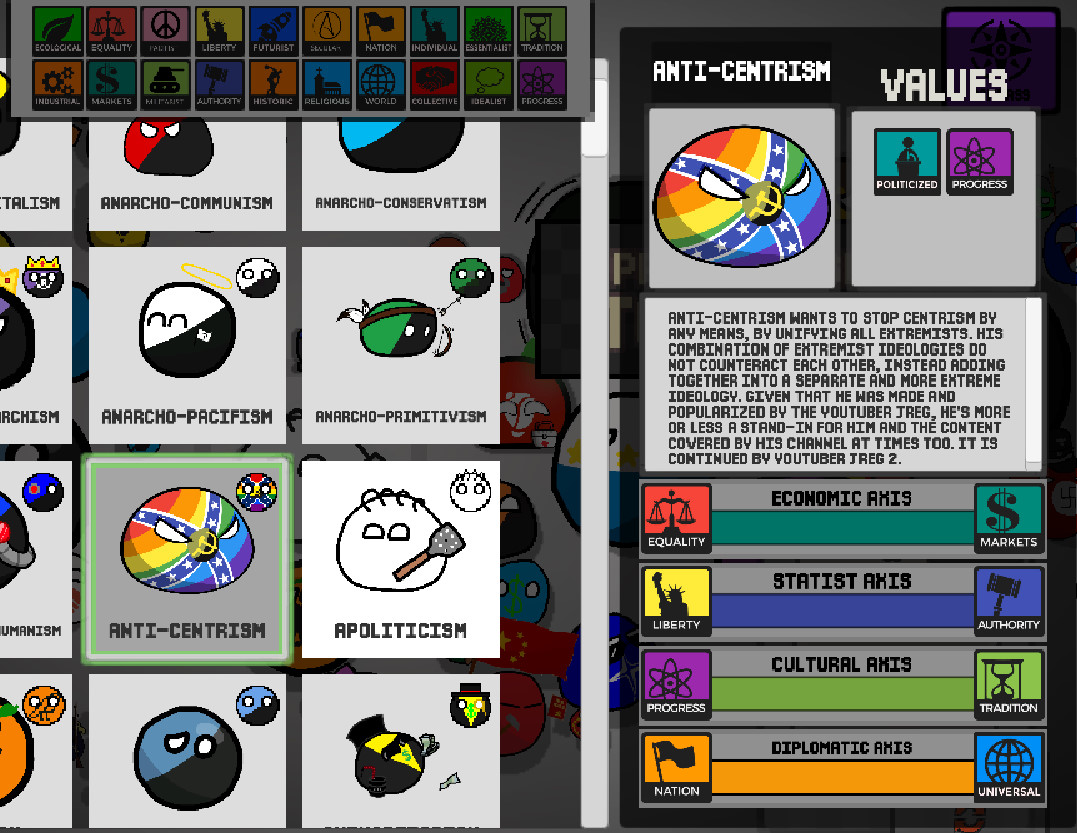 ECOLOGICAL EQUALITY PACIFIST LIBERTY FUTURIST SECULAR NATION INDIVIDUAL ESSENTIALIST TRADITION
INDUSTRIAL MARKETS MILITARIST AUTHORITY HISTORIC RELIGIOUS WORLD COLLECTIVE IDEALIST PROGRESS
ANARCHO-COMMUNISM
ANARCHO-CONSERVATISM
ANARCHO-PACIFISM
ANARCHO-PRIMITIVISM
ANTI-CENTRISM
APOLITICISM
ANTI-CENTRISM
VALUES
POLITICIZED
PROGRESS
ANTI-CENTRISM WANTS TO STOP CENTRISM BY
ANY MEANS, BY UNIFYING ALL EXTREMISTS. HIS
COMBINATION OF EXTREMIST IDEOLOGIES DO
NOT COUNTERACT EACH OTHER, INSTEAD ADDING
TOGETHER INTO A SEPARATE AND MORE EXTREME
IDEOLOGY. GIVEN THAT HE WAS MADE AND
POPULARIZED BY THE YOUTUBER JREG, HE'S MORE
OR LESS A STAND-IN FOR HIM AND THE CONTENT
COVERED BY HIS CHANNEL AT TIMES TOO. IT IS
CONTINUED BY YOUTUBER JREG 2.
ECONOMIC AXIS
EQUALITY
MARKETS
STATIST AXIS
LIBERTY
AUTHORITY
CULTURAL AXIS
PROGRESS
TRADITION
DIPLOMATIC AXIS
NATION
UNIVERSAL